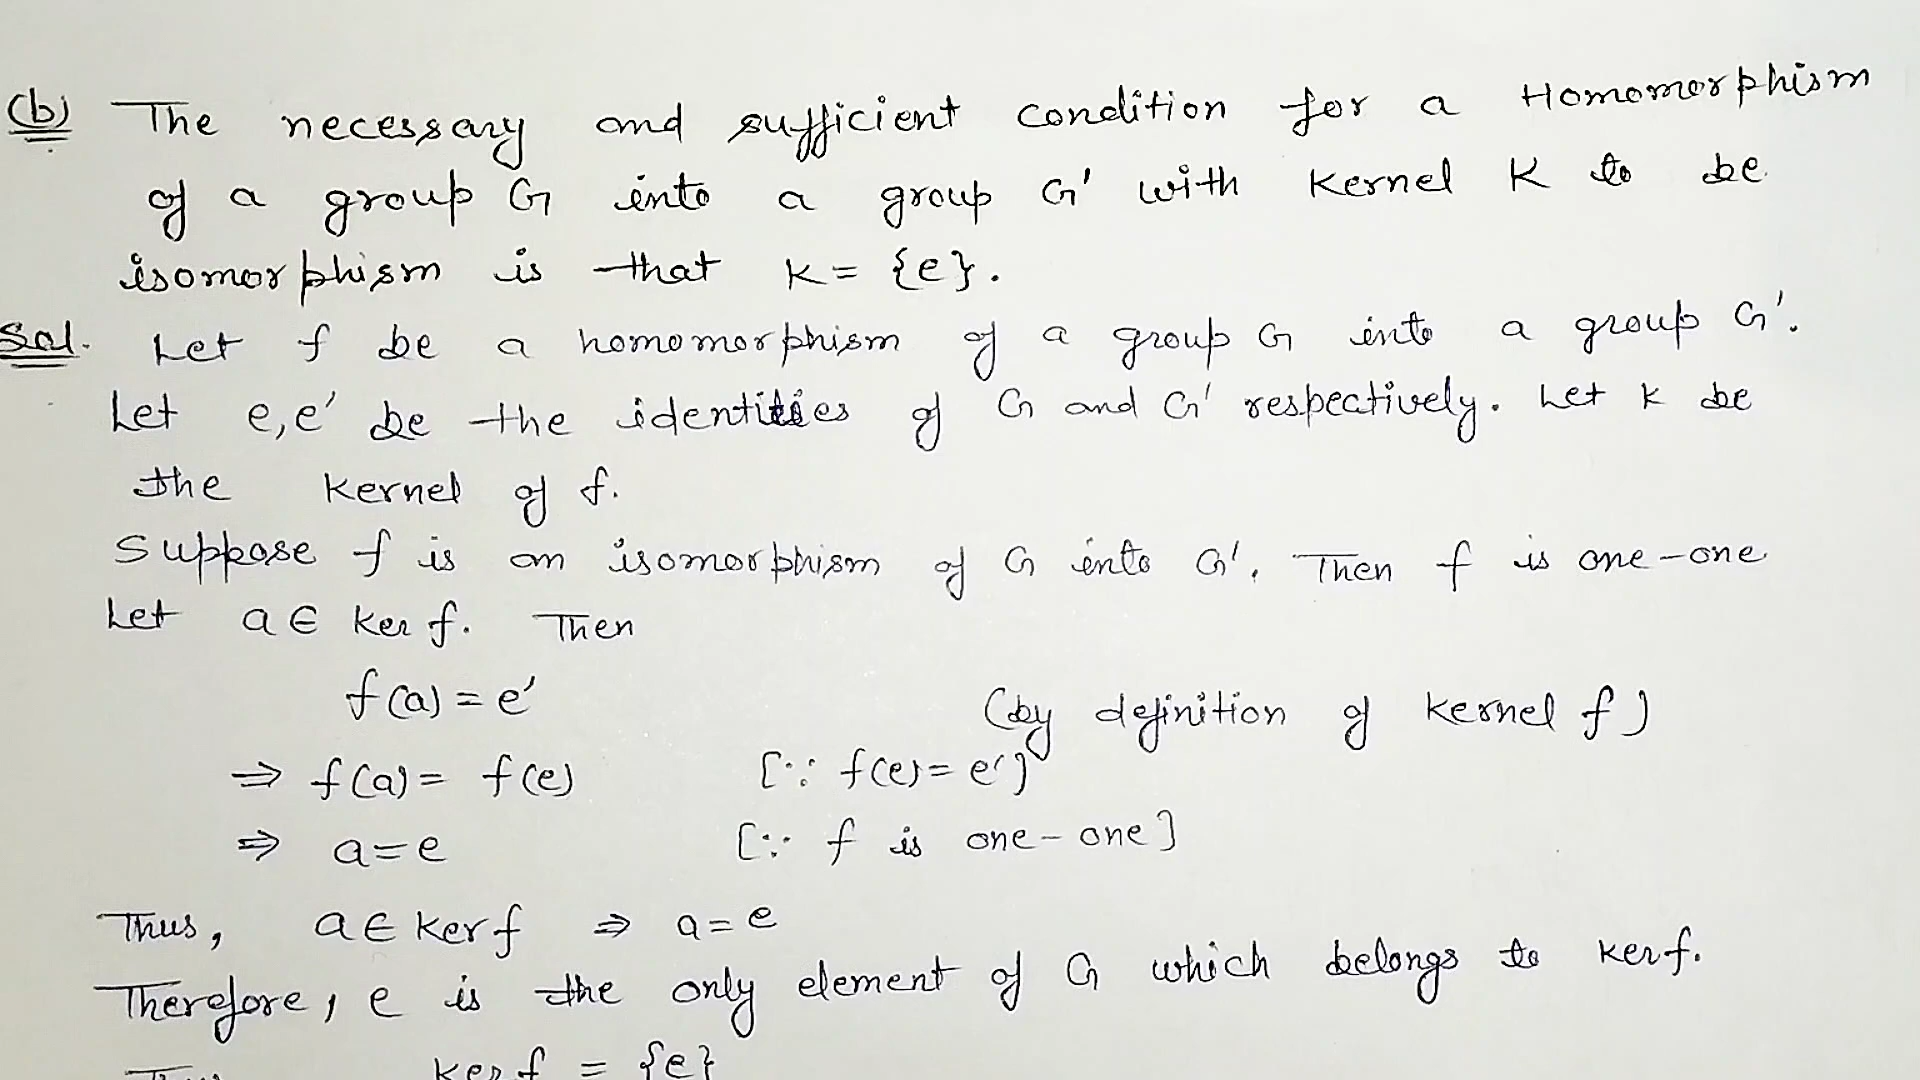 (b) The necessary and sufficient condition for a Homomorphism
of a group G into a group G' with Kernel K to be
isomorphism is that K = {e}.
Sol. Let f be a homomorphism of a group G into a group G'.
Let e,e' be the identities of G and G' respectively. Let K be
the Kernel of f.
Suppose f is an isomorphism of G into G'. Then f is one-one
Let a ∈ Ker f. Then
f(a) = e' (by definition of Kernel f)
⇒ f(a) = f(e) [∵ f(e) = e']
⇒ a = e [∵ f is one-one]
Thus, a ∈ Ker f ⇒ a = e
Therefore, e is the only element of G which belongs to Ker f.
Ker f = {e}